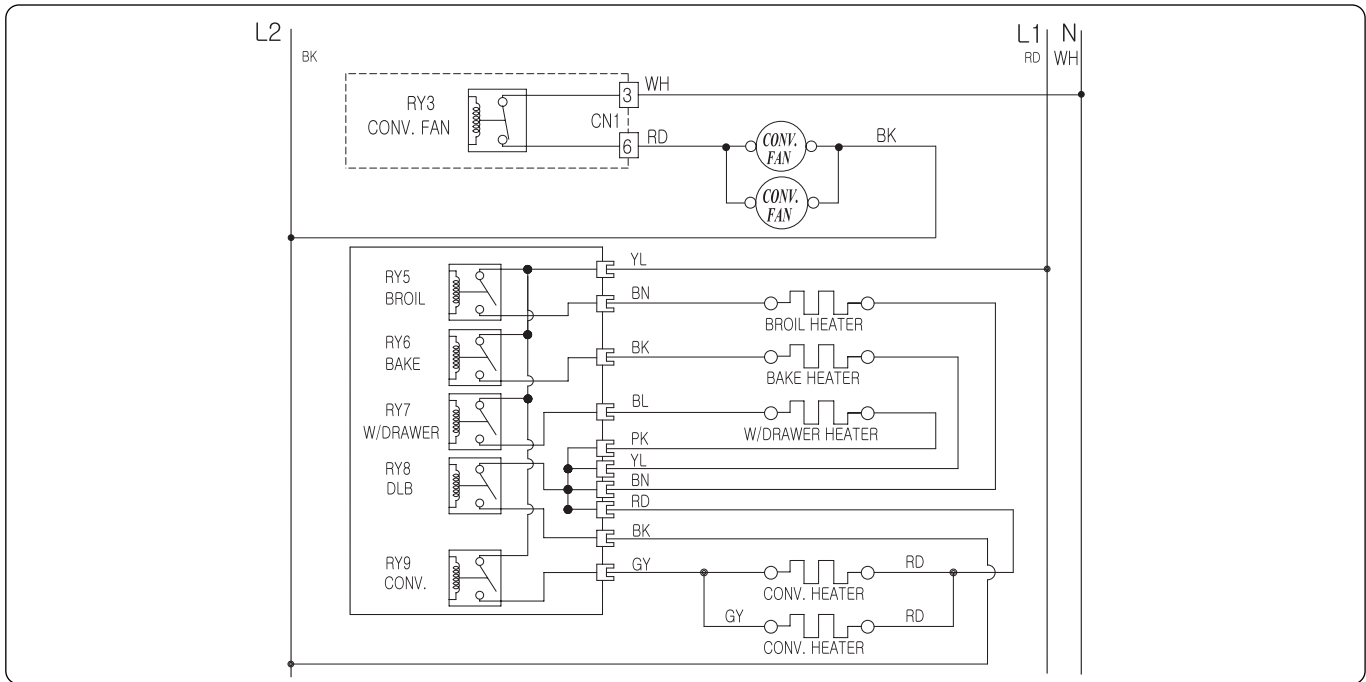 L2
L1
N
BK
RD
WH
WH
RY3
CONV. FAN
3
CN1
6
RD
CONV.
FAN
BK
CONV.
FAN
YL
RY5
BROIL
BN
BROIL HEATER
RY6
BAKE
BK
BAKE HEATER
RY7
W/DRAWER
BL
W/DRAWER HEATER
PK
RY8
DLB
YL
BN
RD
BK
RY9
CONV.
GY
RD
CONV. HEATER
GY
RD
CONV. HEATER